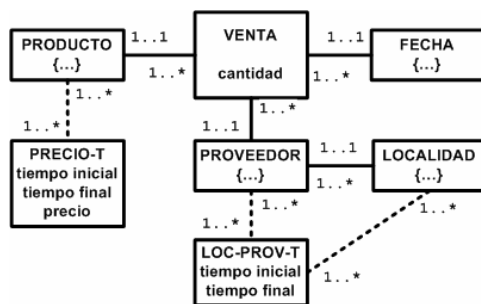 PRODUCTO
{...}
1..1
1..*
VENTA
cantidad
1..1
1..*
FECHA
{...}
1..*
1..*
1..*
1..1
PRECIO-T
tiempo inicial
tiempo final
precio
PROVEEDOR
{...}
1..1
1..*
LOCALIDAD
{...}
1..*
1..*
1..*
LOC-PROV-T
tiempo inicial
tiempo final
1..*